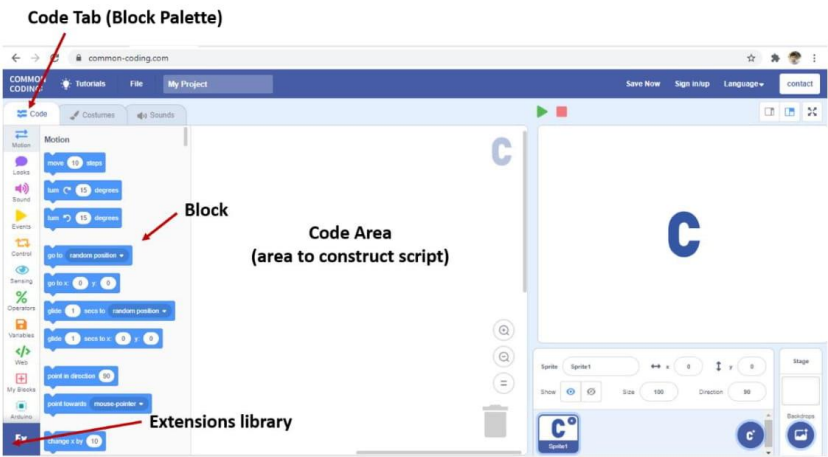 Code Tab (Block Palette)
common-coding.com
COMMON CODING
Tutorials File My Project Save Now Sign in/up Language contact
Code Costumes Sounds
Motion
Looks
Sound
Events
Control
Sensing
Operators
Variables
Web
My Blocks
Arduino
Ex
Motion
move 10 steps
turn 15 degrees
turn 15 degrees
go to random position
go to x: 0 y: 0
glide 1 secs to random position
glide 1 secs to x: 0 y: 0
point in direction 90
point towards mouse-pointer
change x by 10
Block
Code Area
(area to construct script)
Extensions library
C
C
Sprite Sprite1 x 0 y 0
Show Size 100 Direction 90
C
Sprite1
Stage
Backdrops